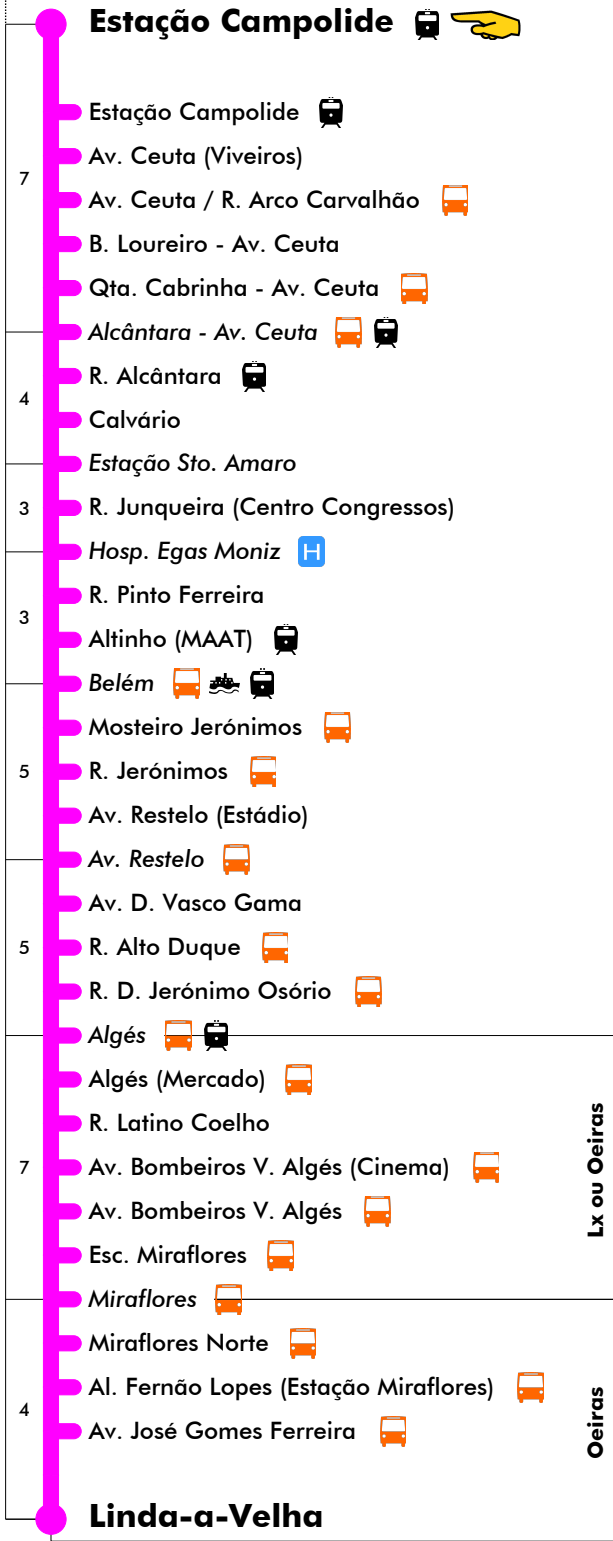 Estação Campolide
Estação Campolide
Av. Ceuta (Viveiros)
7
Av. Ceuta / R. Arco Carvalhão
B. Loureiro - Av. Ceuta
Qta. Cabrinha - Av. Ceuta
Alcântara - Av. Ceuta
R. Alcântara
4
Calvário
Estação Sto. Amaro
3
R. Junqueira (Centro Congressos)
Hosp. Egas Moniz H
R. Pinto Ferreira
3
Altinho (MAAT)
Belém
Mosteiro Jerónimos
5
R. Jerónimos
Av. Restelo (Estádio)
Av. Restelo
Av. D. Vasco Gama
5
R. Alto Duque
R. D. Jerónimo Osório
Algés
Algés (Mercado)
R. Latino Coelho
7
Av. Bombeiros V. Algés (Cinema)
Lx ou Oeiras
Av. Bombeiros V. Algés
Esc. Miraflores
Miraflores
Miraflores Norte
Al. Fernão Lopes (Estação Miraflores)
4
Av. José Gomes Ferreira
Oeiras
Linda-a-Velha